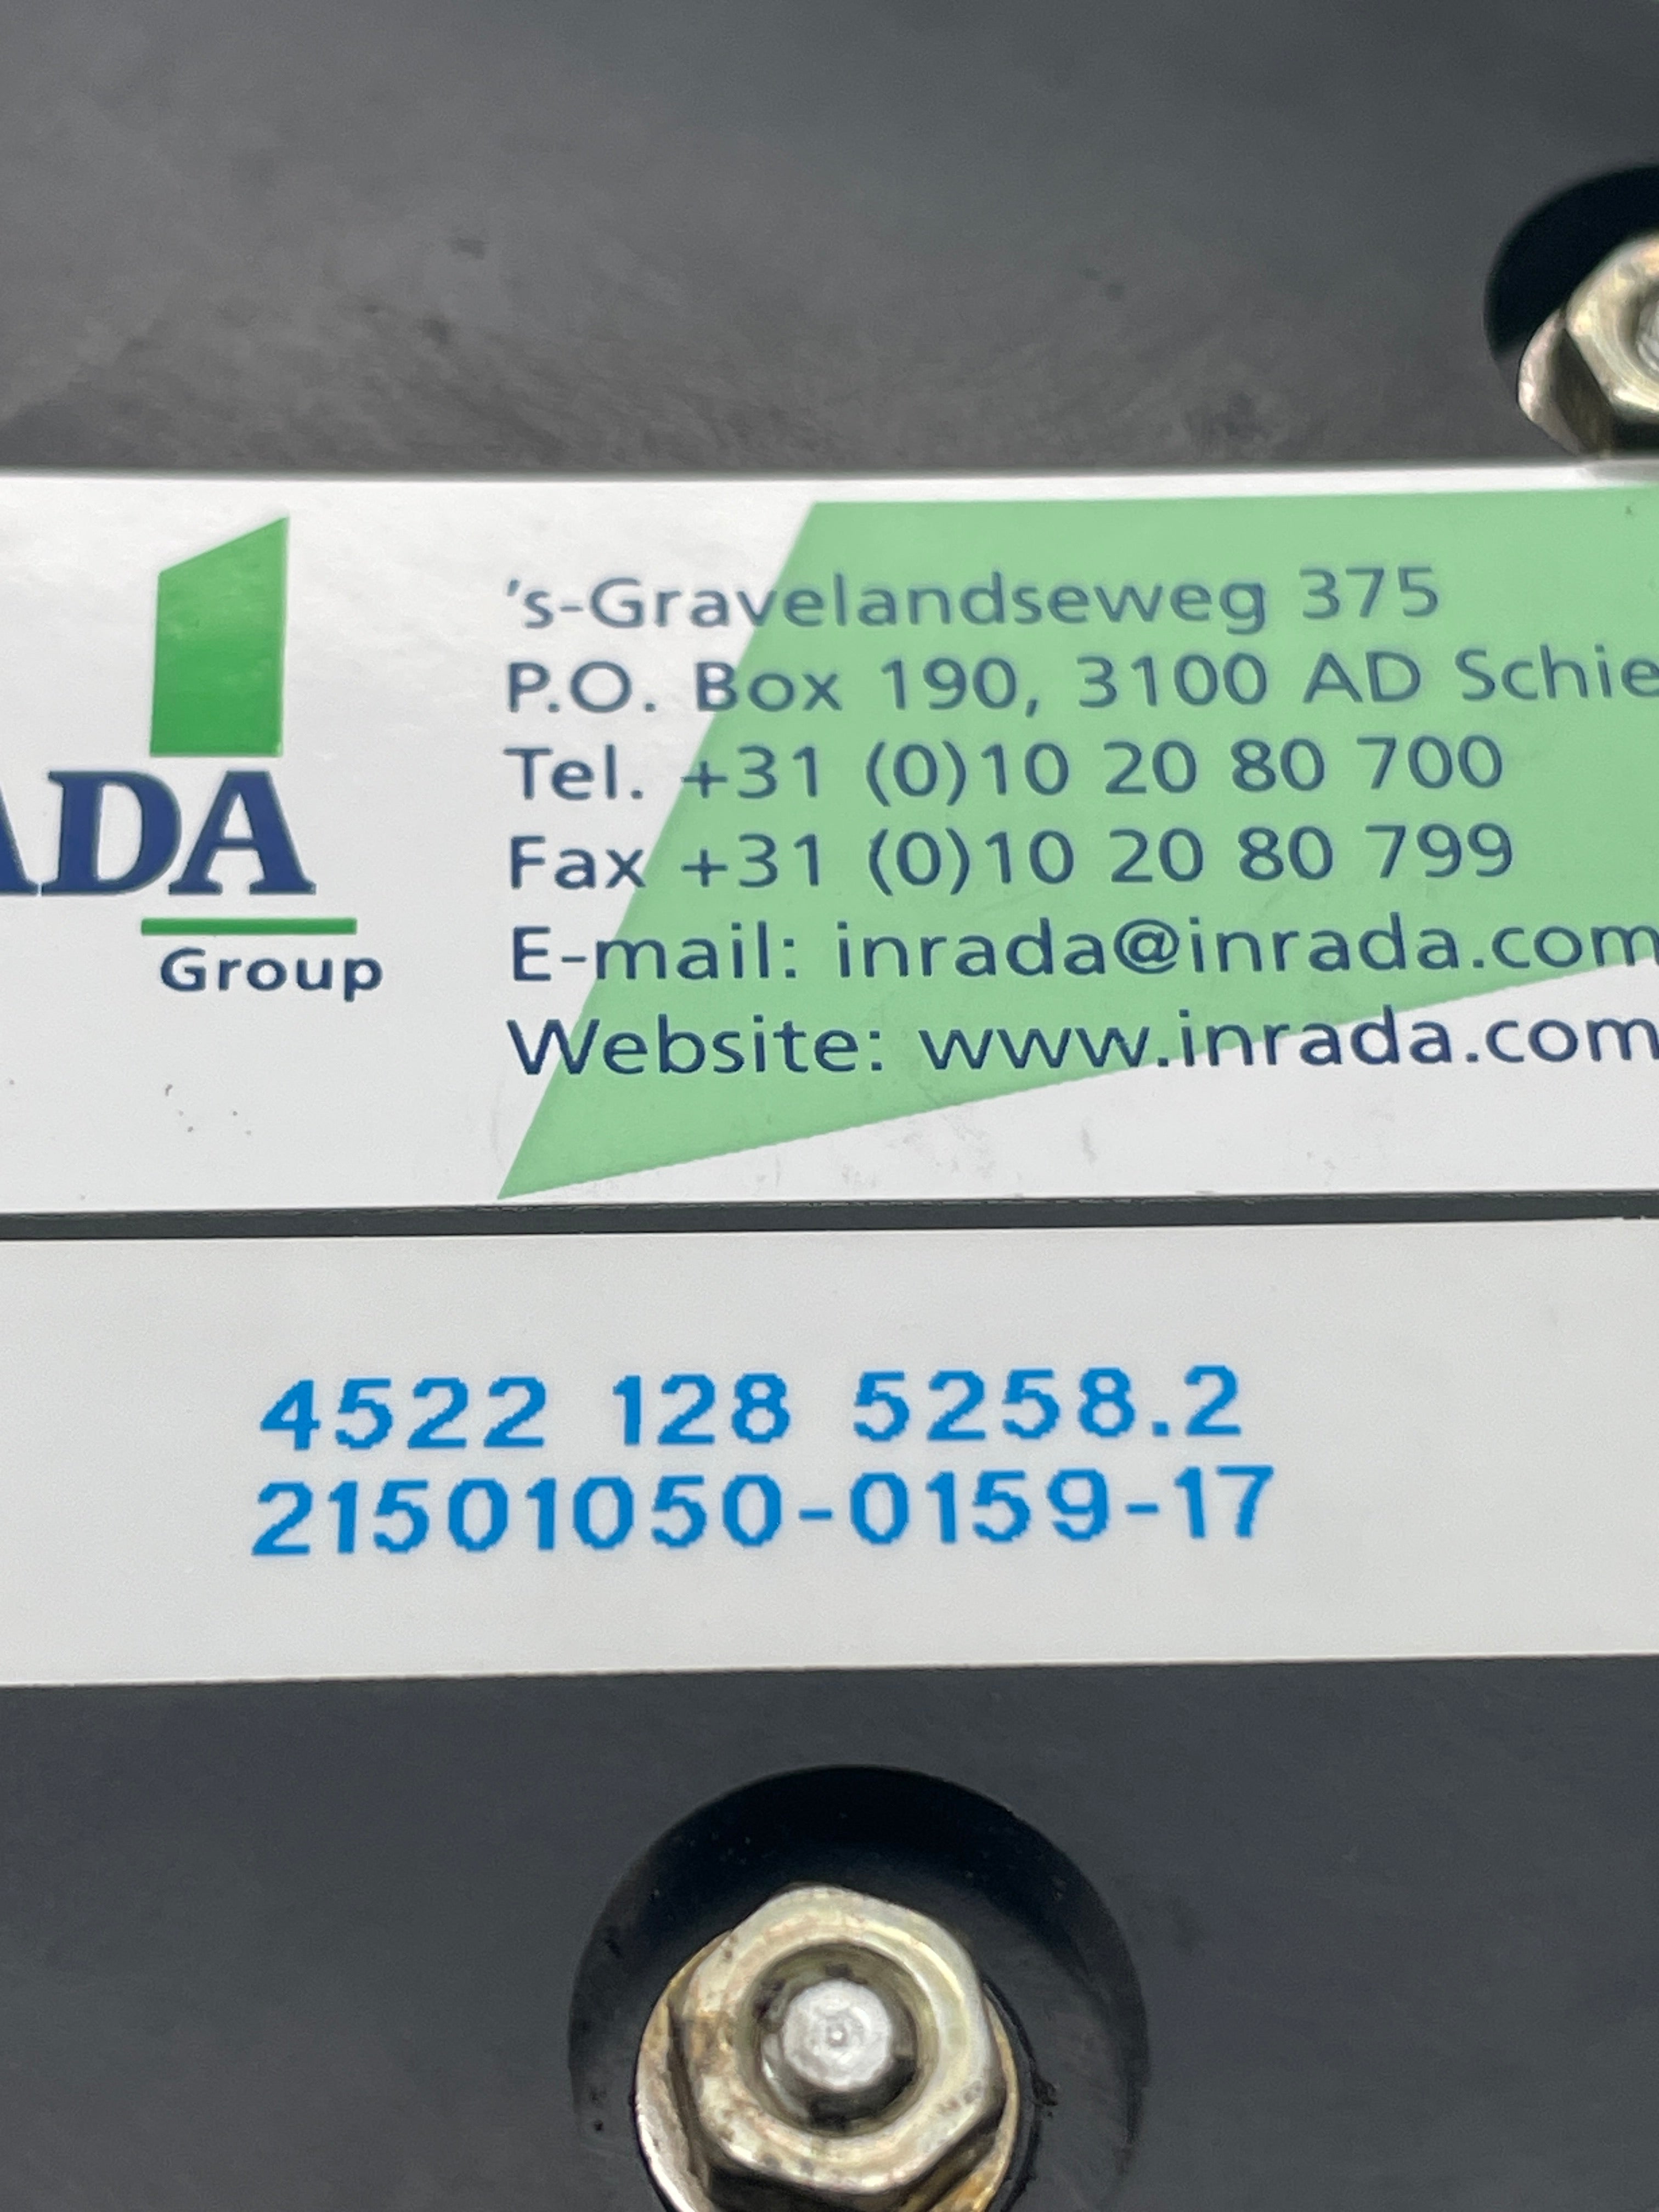 ADA
Group
's-Gravelandseweg 375
P.O. Box 190, 3100 AD Schie
Tel. +31 (0)10 20 80 700
Fax +31 (0)10 20 80 799
E-mail: inrada@inrada.com
Website: www.inrada.com
4522 128 5258.2
21501050-0159-17